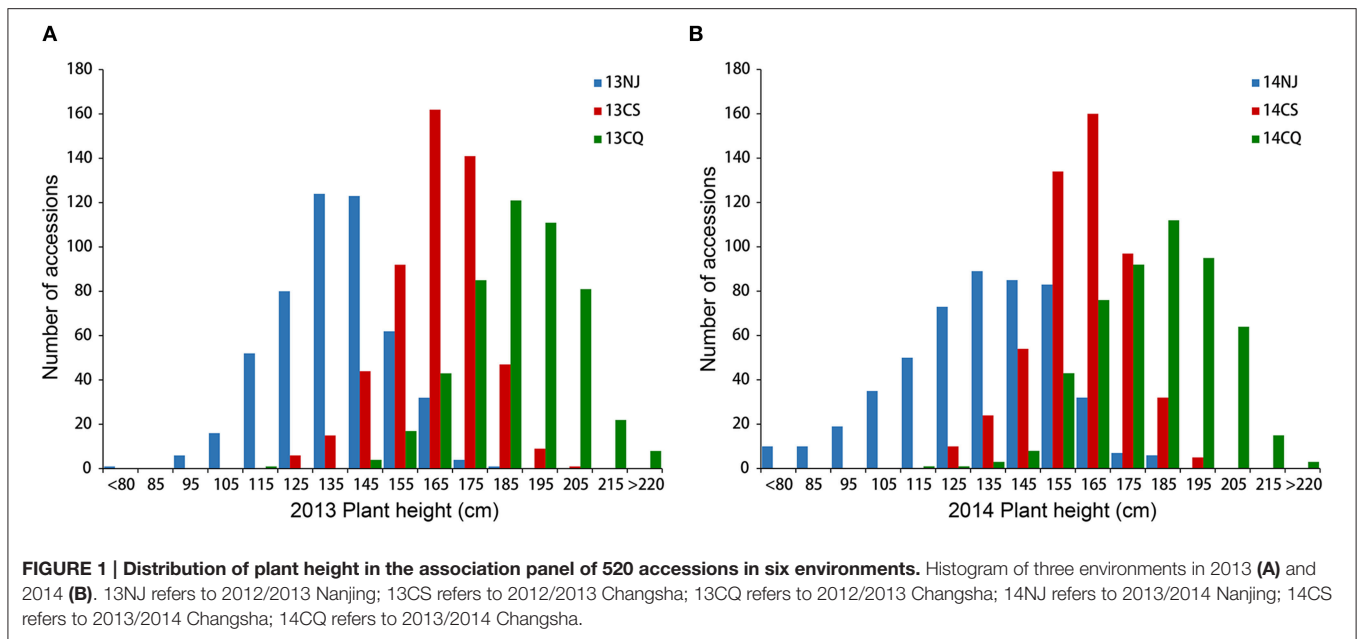 A
180
160
140
120
100
80
60
40
20
0
Number of accessions
13NJ
13CS
13CQ
<80 85 95 105 115 125 135 145 155 165 175 185 195 205 215 >220
2013 Plant height (cm)
B
180
160
140
120
100
80
60
40
20
0
Number of accessions
14NJ
14CS
14CQ
<80 85 95 105 115 125 135 145 155 165 175 185 195 205 215 >220
2014 Plant height (cm)
FIGURE 1 | Distribution of plant height in the association panel of 520 accessions in six environments. Histogram of three environments in 2013 (A) and
2014 (B). 13NJ refers to 2012/2013 Nanjing; 13CS refers to 2012/2013 Changsha; 13CQ refers to 2012/2013 Changsha; 14NJ refers to 2013/2014 Nanjing; 14CS
refers to 2013/2014 Changsha; 14CQ refers to 2013/2014 Changsha.